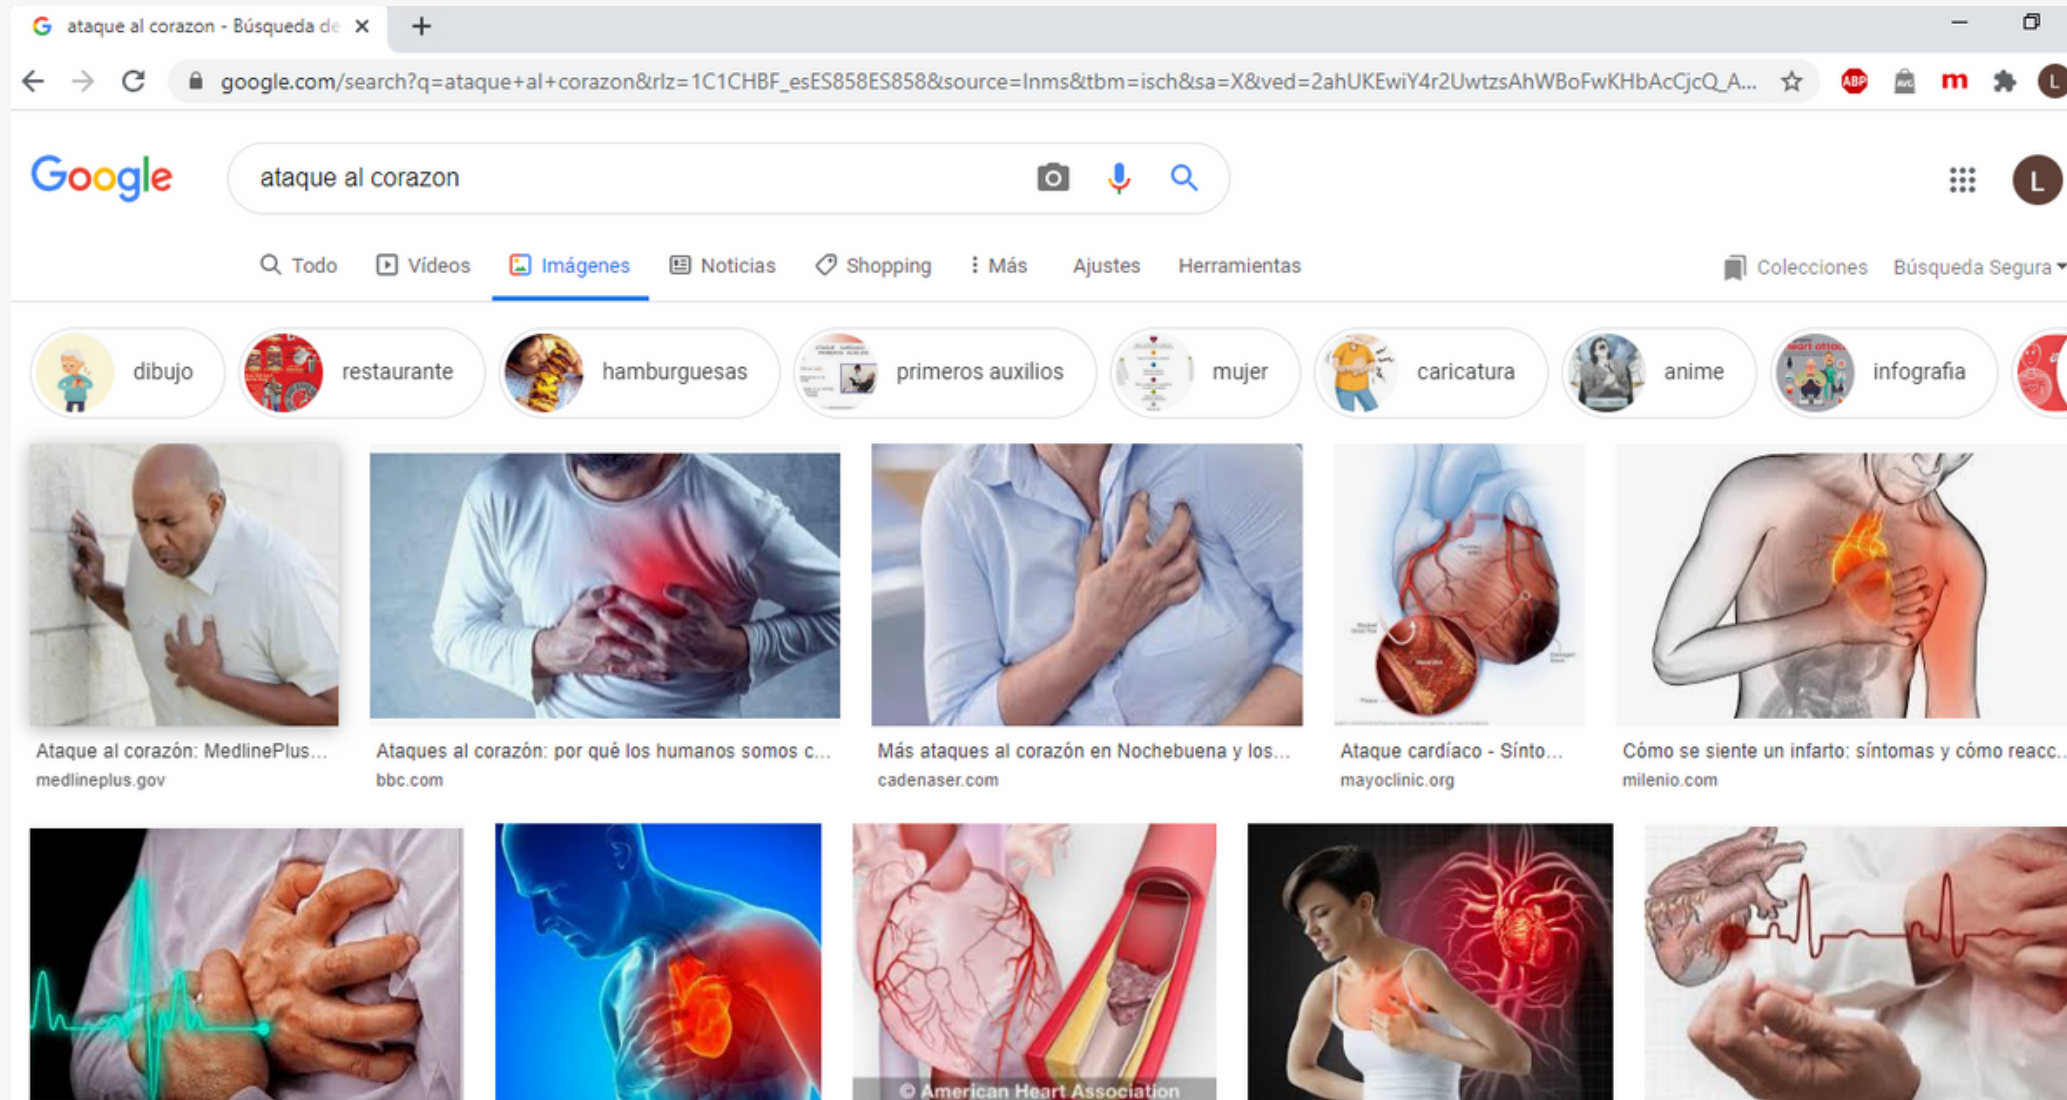 ataque al corazon - Búsqueda de
google.com/search?q=ataque+al+corazon&rlz=1C1CHBF_esES858ES858&source=lnms&tbm=isch&sa=X&ved=2ahUKEwiY4r2UwtzsAhWBoFwKHbAcCjcQ_A...
ABP
AVG
m
L
Google
ataque al corazon
L
Todo Vídeos Imágenes Noticias Shopping Más Ajustes Herramientas Colecciones Búsqueda Segura
dibujo restaurante hamburguesas primeros auxilios mujer caricatura anime infografia
Ataque al corazón: MedlinePlus...
medlineplus.gov
Ataques al corazón: por qué los humanos somos c...
bbc.com
Más ataques al corazón en Nochebuena y los...
cadenaser.com
Ataque cardíaco - Sínto...
mayoclinic.org
Cómo se siente un infarto: síntomas y cómo reacc...
milenio.com
© American Heart Association